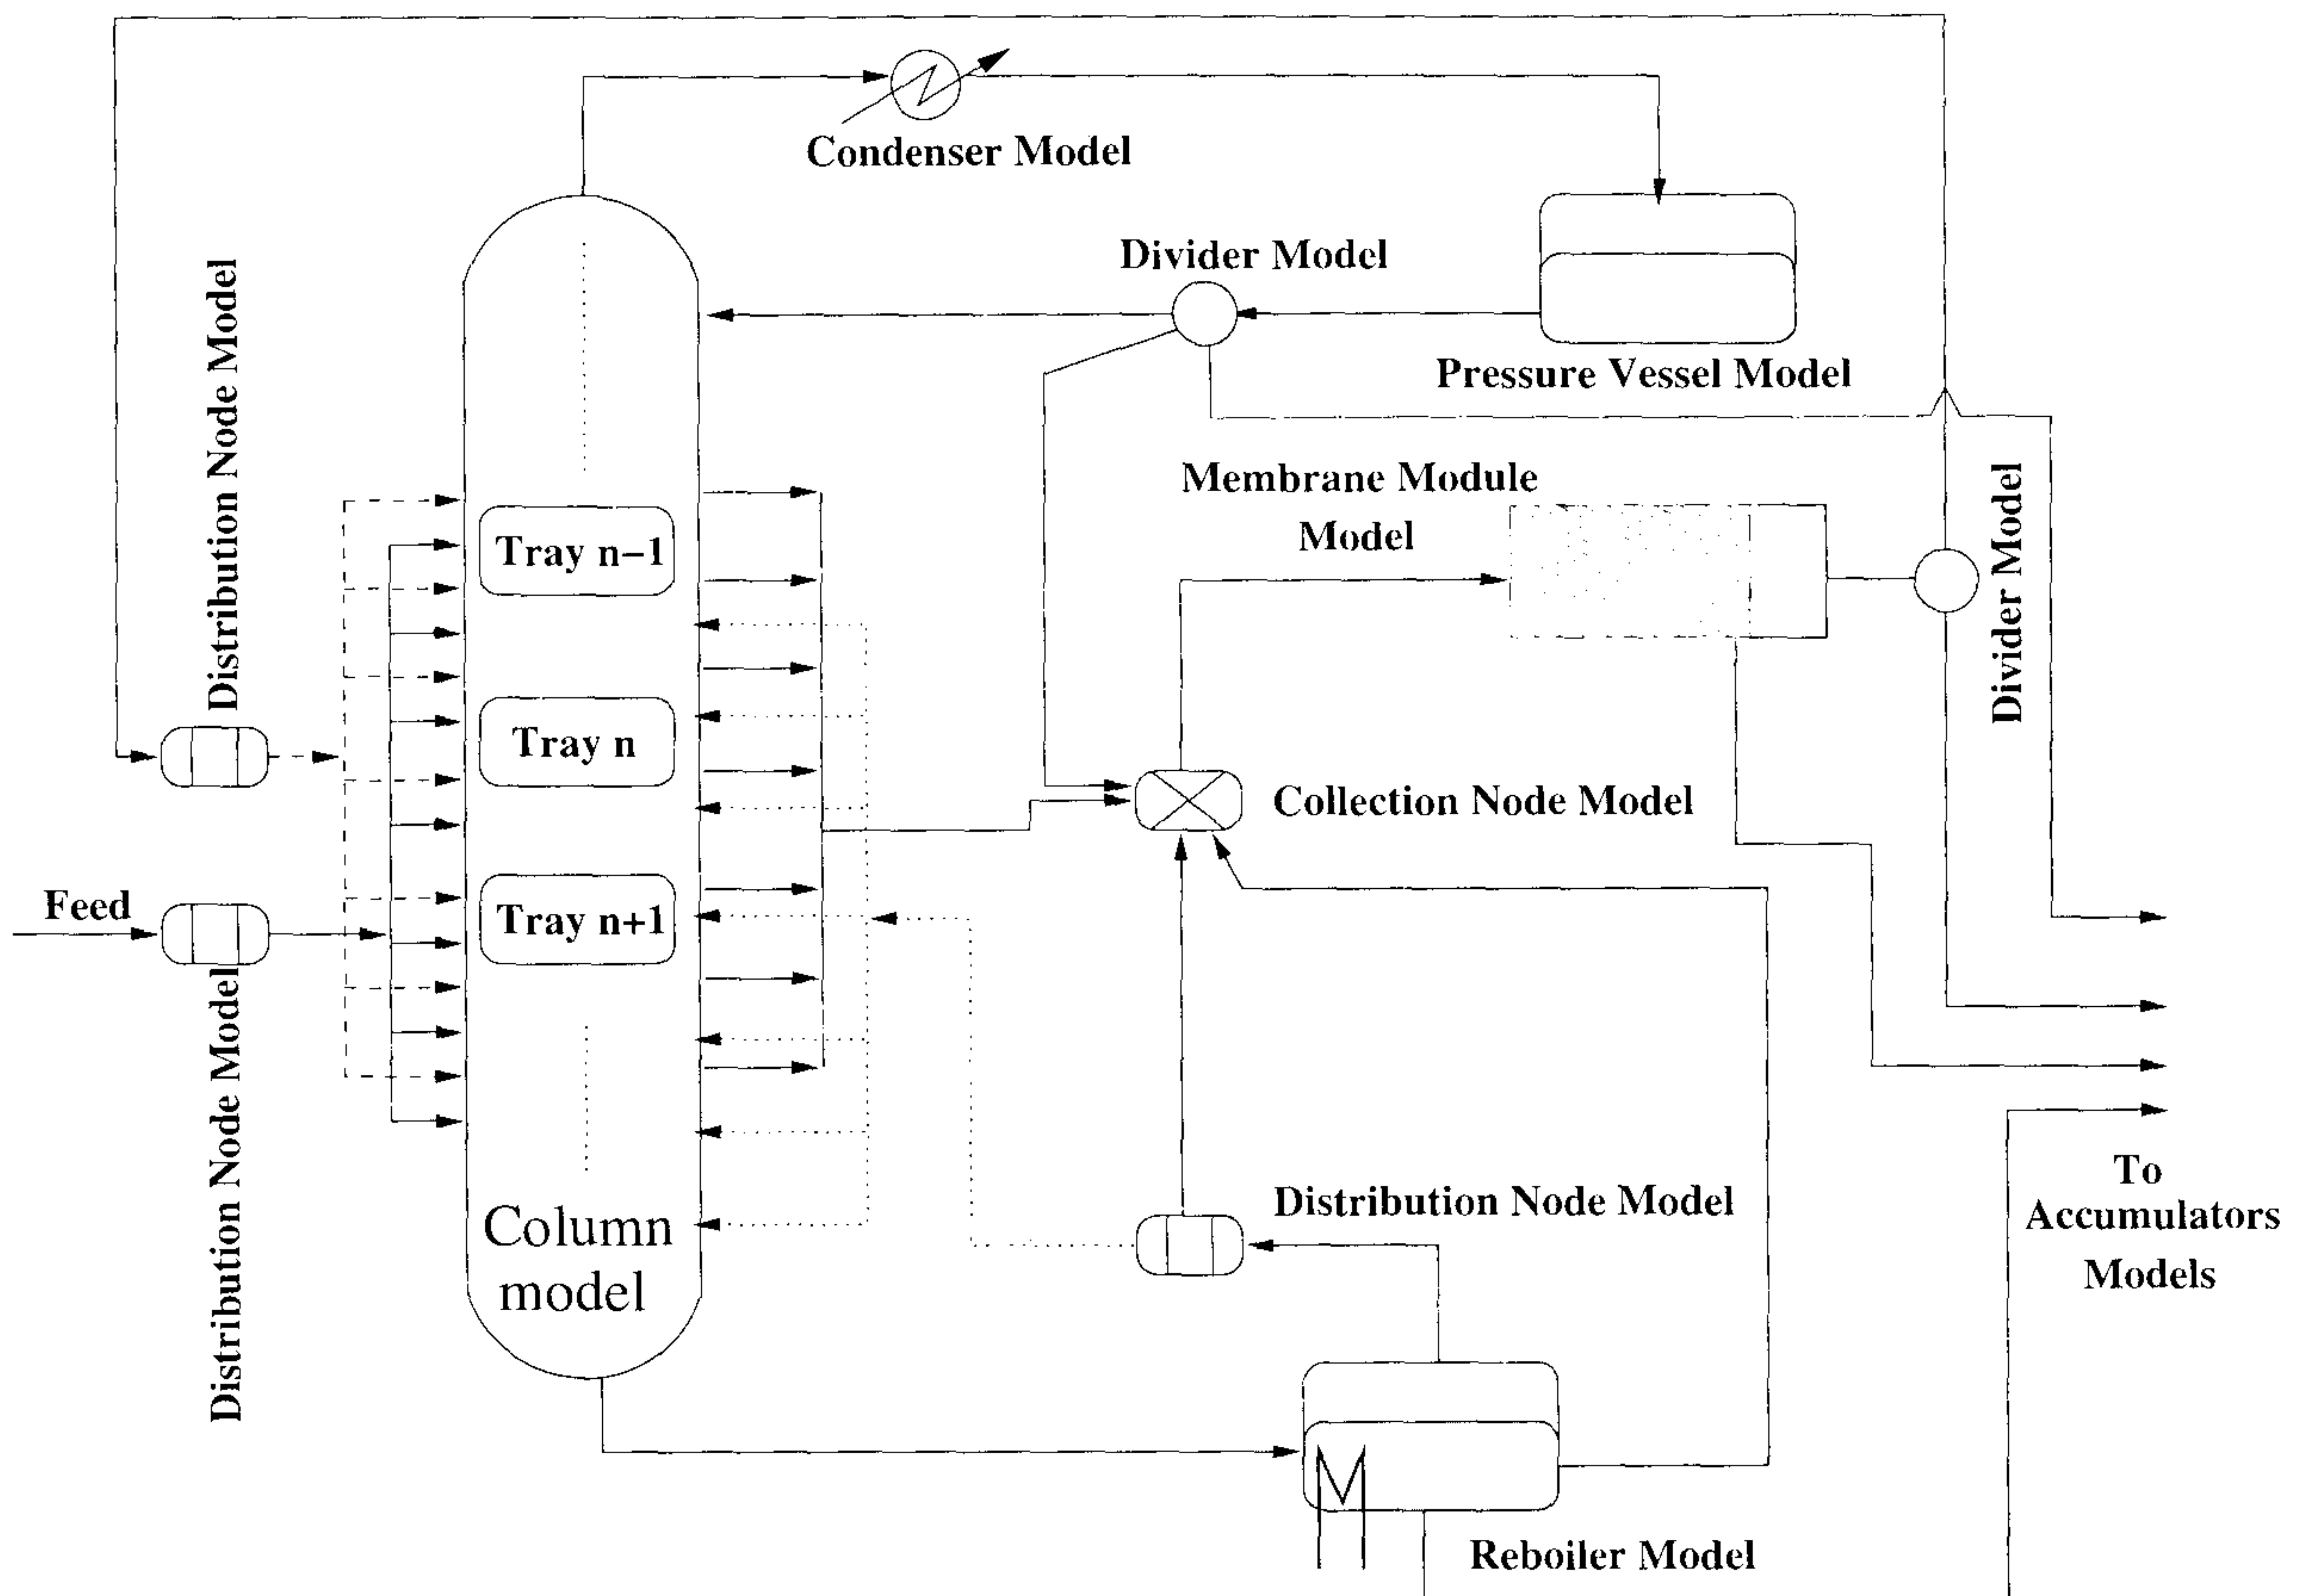 Condenser Model
Divider Model
Pressure Vessel Model
Distribution Node Model
Membrane Module
Model
Divider Model
Tray n−1
Tray n
Tray n+1
Collection Node Model
Feed
Distribution Node Model
Distribution Node Model
Column
model
To
Accumulators
Models
Reboiler Model